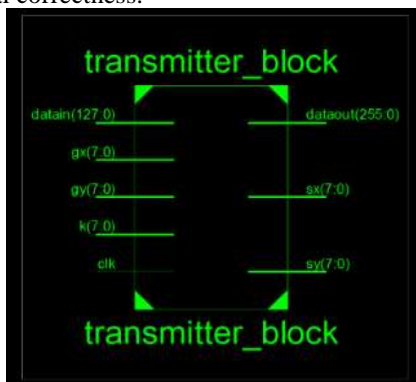 al correctness.
transmitter_block
datain(127:0)
dataout(255:0)
gx(7:0)
gy(7:0)
sx(7:0)
k(7:0)
clk
sy(7:0)
transmitter_block